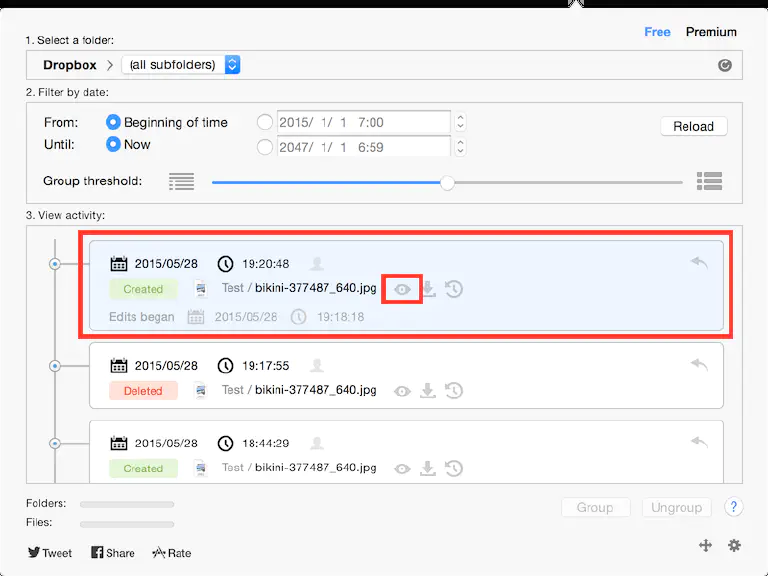 Free Premium
1. Select a folder:
Dropbox (all subfolders)
2. Filter by date:
From: Beginning of time 2015/ 1/ 1 7:00
Reload
Until: Now 2047/ 1/ 1 6:59
Group threshold:
3. View activity:
2015/05/28 19:20:48
Created Test / bikini-377487_640.jpg
Edits began 2015/05/28 19:18:18
2015/05/28 19:17:55
Deleted Test / bikini-377487_640.jpg
2015/05/28 18:44:29
Created Test / bikini-377487_640.jpg
Folders:
Files:
Group Ungroup ?
Tweet Share Rate